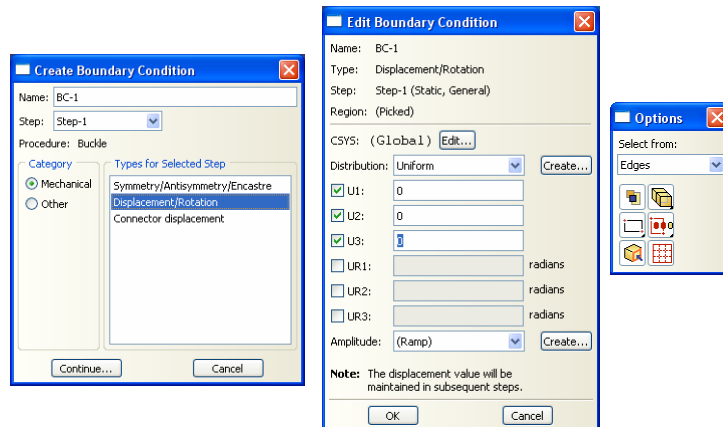 Create Boundary Condition
Name: BC-1
Step: Step-1
Procedure: Buckle
Category
Mechanical
Other
Types for Selected Step
Symmetry/Antisymmetry/Encastre
Displacement/Rotation
Connector displacement
Continue... Cancel
Edit Boundary Condition
Name: BC-1
Type: Displacement/Rotation
Step: Step-1 (Static, General)
Region: (Picked)
CSYS: (Global) Edit...
Distribution: Uniform Create...
U1: 0
U2: 0
U3: 0
UR1: radians
UR2: radians
UR3: radians
Amplitude: (Ramp) Create...
Note: The displacement value will be
maintained in subsequent steps.
OK Cancel
Options
Select from:
Edges